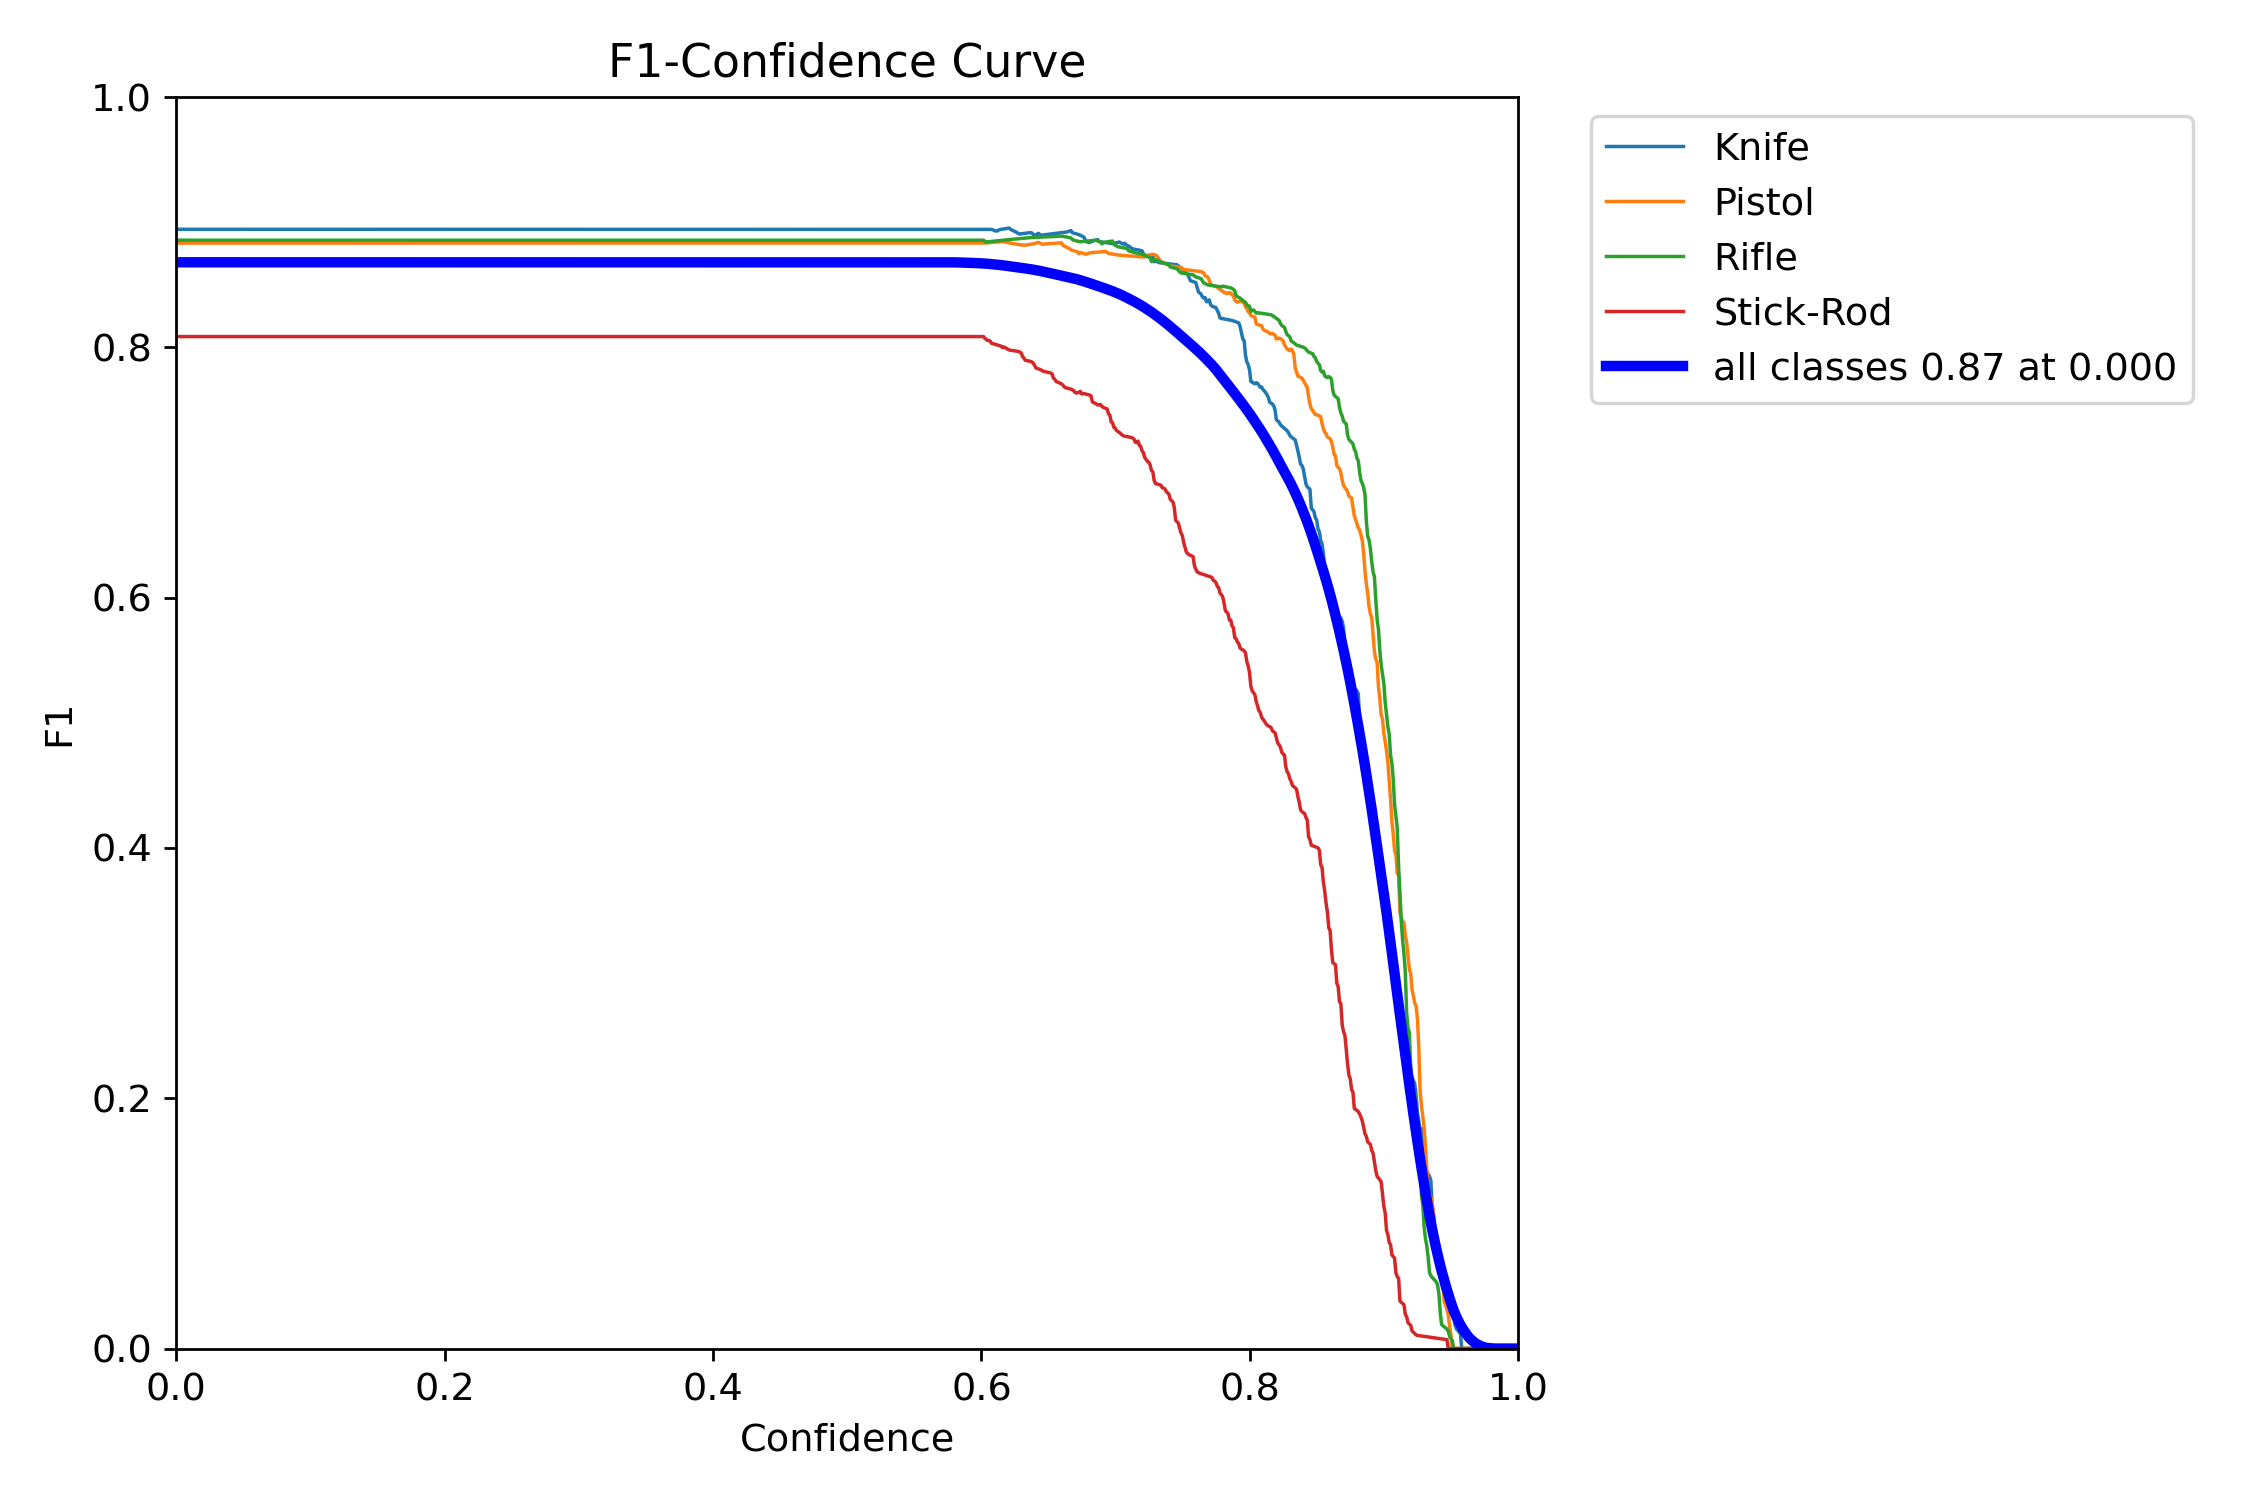 F1-Confidence Curve
1.0
0.8
0.6
0.4
0.2
0.0
F1
0.0 0.2 0.4 0.6 0.8 1.0
Confidence
Knife
Pistol
Rifle
Stick-Rod
all classes 0.87 at 0.000